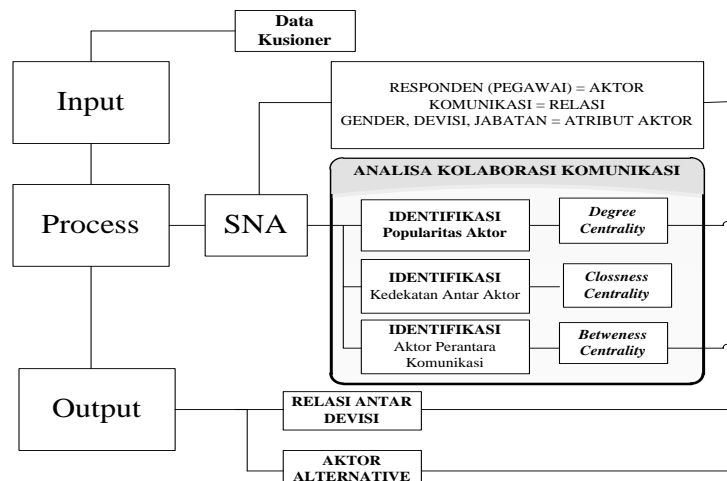 Data
Kusioner
Input
RESPONDEN (PEGAWAI) = AKTOR
KOMUNIKASI = RELASI
GENDER, DEVISI, JABATAN = ATRIBUT AKTOR
ANALISA KOLABORASI KOMUNIKASI
Process
SNA
IDENTIFIKASI
Popularitas Aktor
Degree
Centrality
IDENTIFIKASI
Kedekatan Antar Aktor
Clossness
Centrality
IDENTIFIKASI
Aktor Perantara
Komunikasi
Betweness
Centrality
Output
RELASI ANTAR
DEVISI
AKTOR
ALTERNATIVE